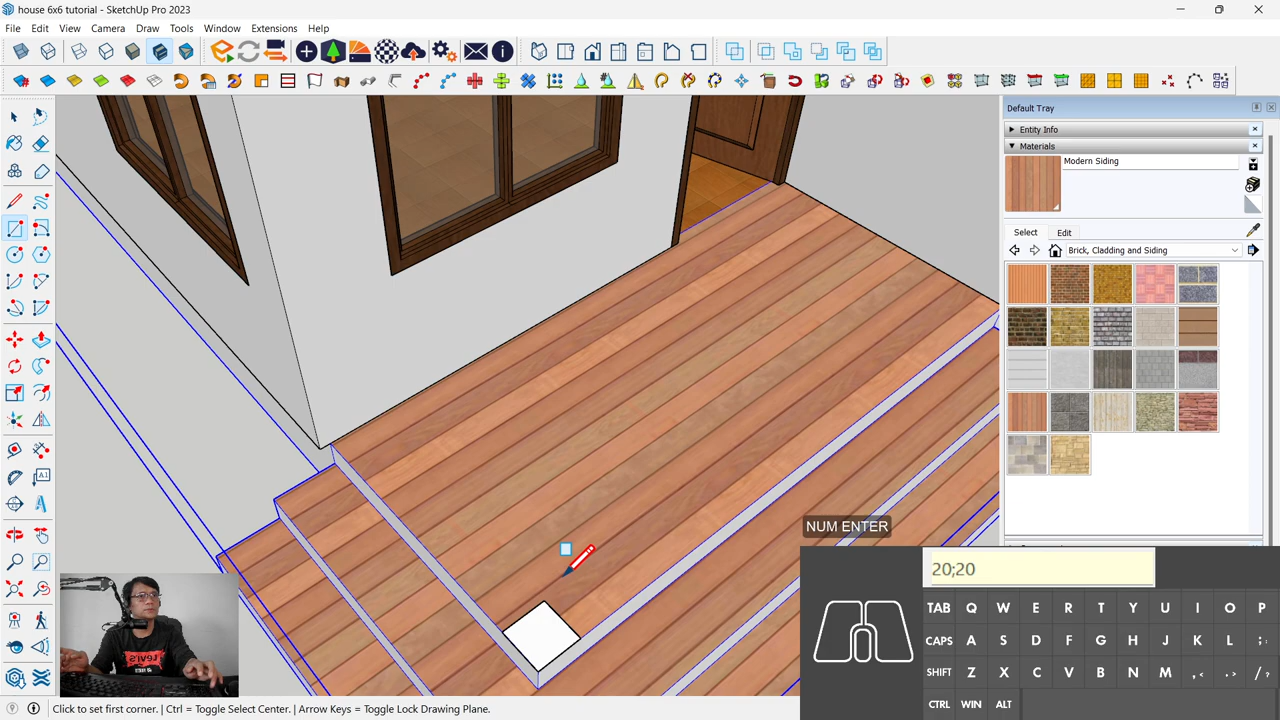 house 6x6 tutorial - SketchUp Pro 2023
File Edit View Camera Draw Tools Window Extensions Help
Default Tray
Entity Info
Materials
Modern Siding
Select Edit
Brick, Cladding and Siding
NUM ENTER
20;20
TAB Q W E R T Y U I O P
CAPS A S D F G H J K L ; :
SHIFT Z X C V B N M , < . > / ?
CTRL WIN ALT
LEVI'S
Click to set first corner. | Ctrl = Toggle Select Center. | Arrow Keys = Toggle Lock Drawing Plane.